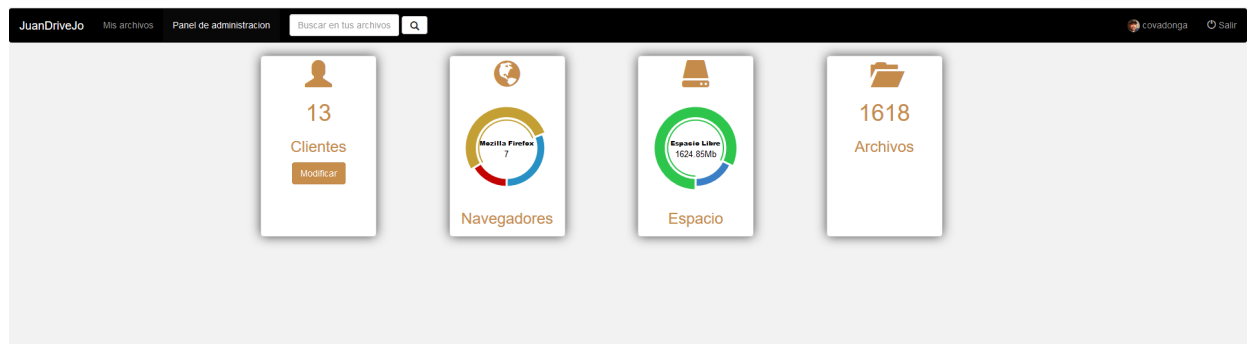 JuanDriveJo Mis archivos Panel de administracion Buscar en tus archivos covadonga Salir
13
Clientes
Modificar
Mozilla Firefox
7
Navegadores
Espacio Libre
1624.85Mb
Espacio
1618
Archivos